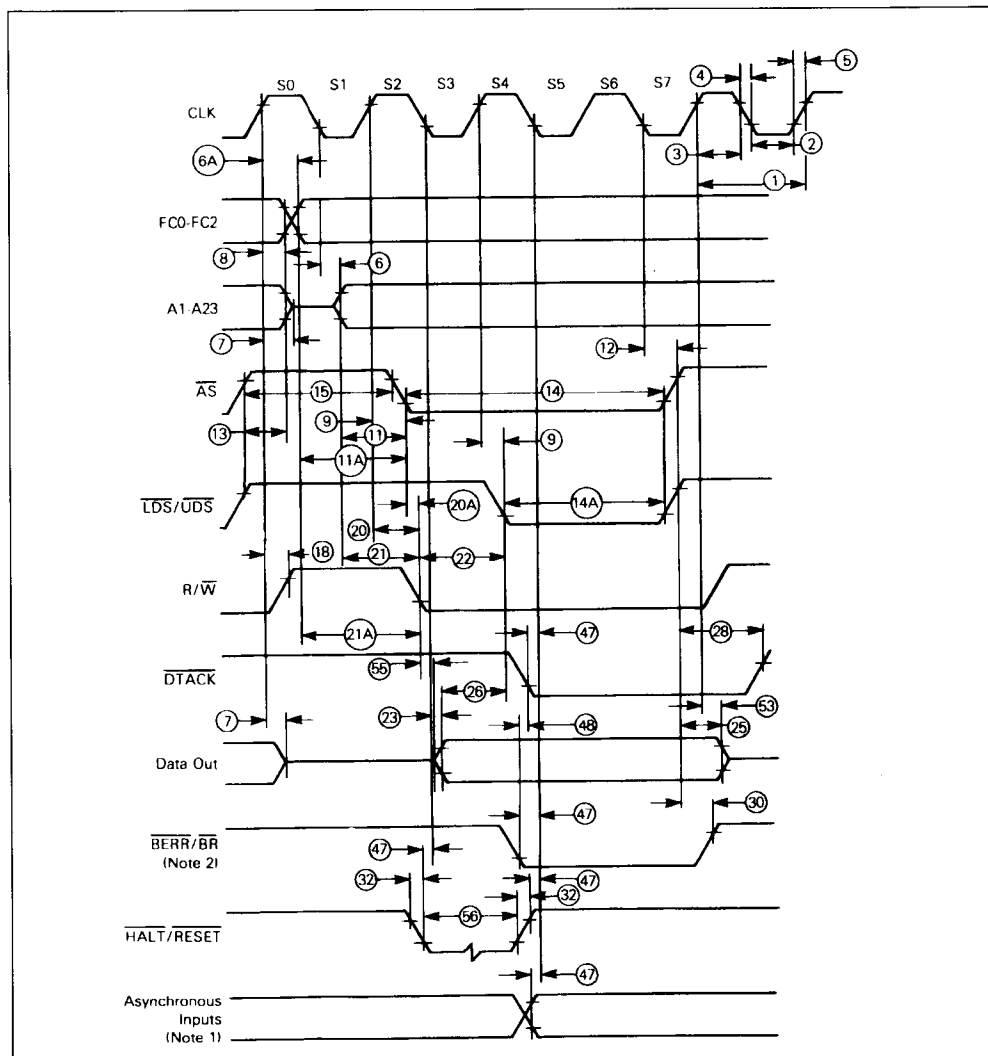 S0 S1 S2 S3 S4 S5 S6 S7
4 5
CLK
3 2
6A 1
FC0-FC2
8 6
A1-A23
7 12
AS
15 14
13 9 11 9
11A
LDS/UDS
20A 14A
20
18 21 22
R/W
21A 47 28
55
DTACK
26 53
7 23 48 25
Data Out
47 30
BERR/BR
(Note 2)
47 47
32 32
56
HALT/RESET
47
Asynchronous
Inputs
(Note 1)